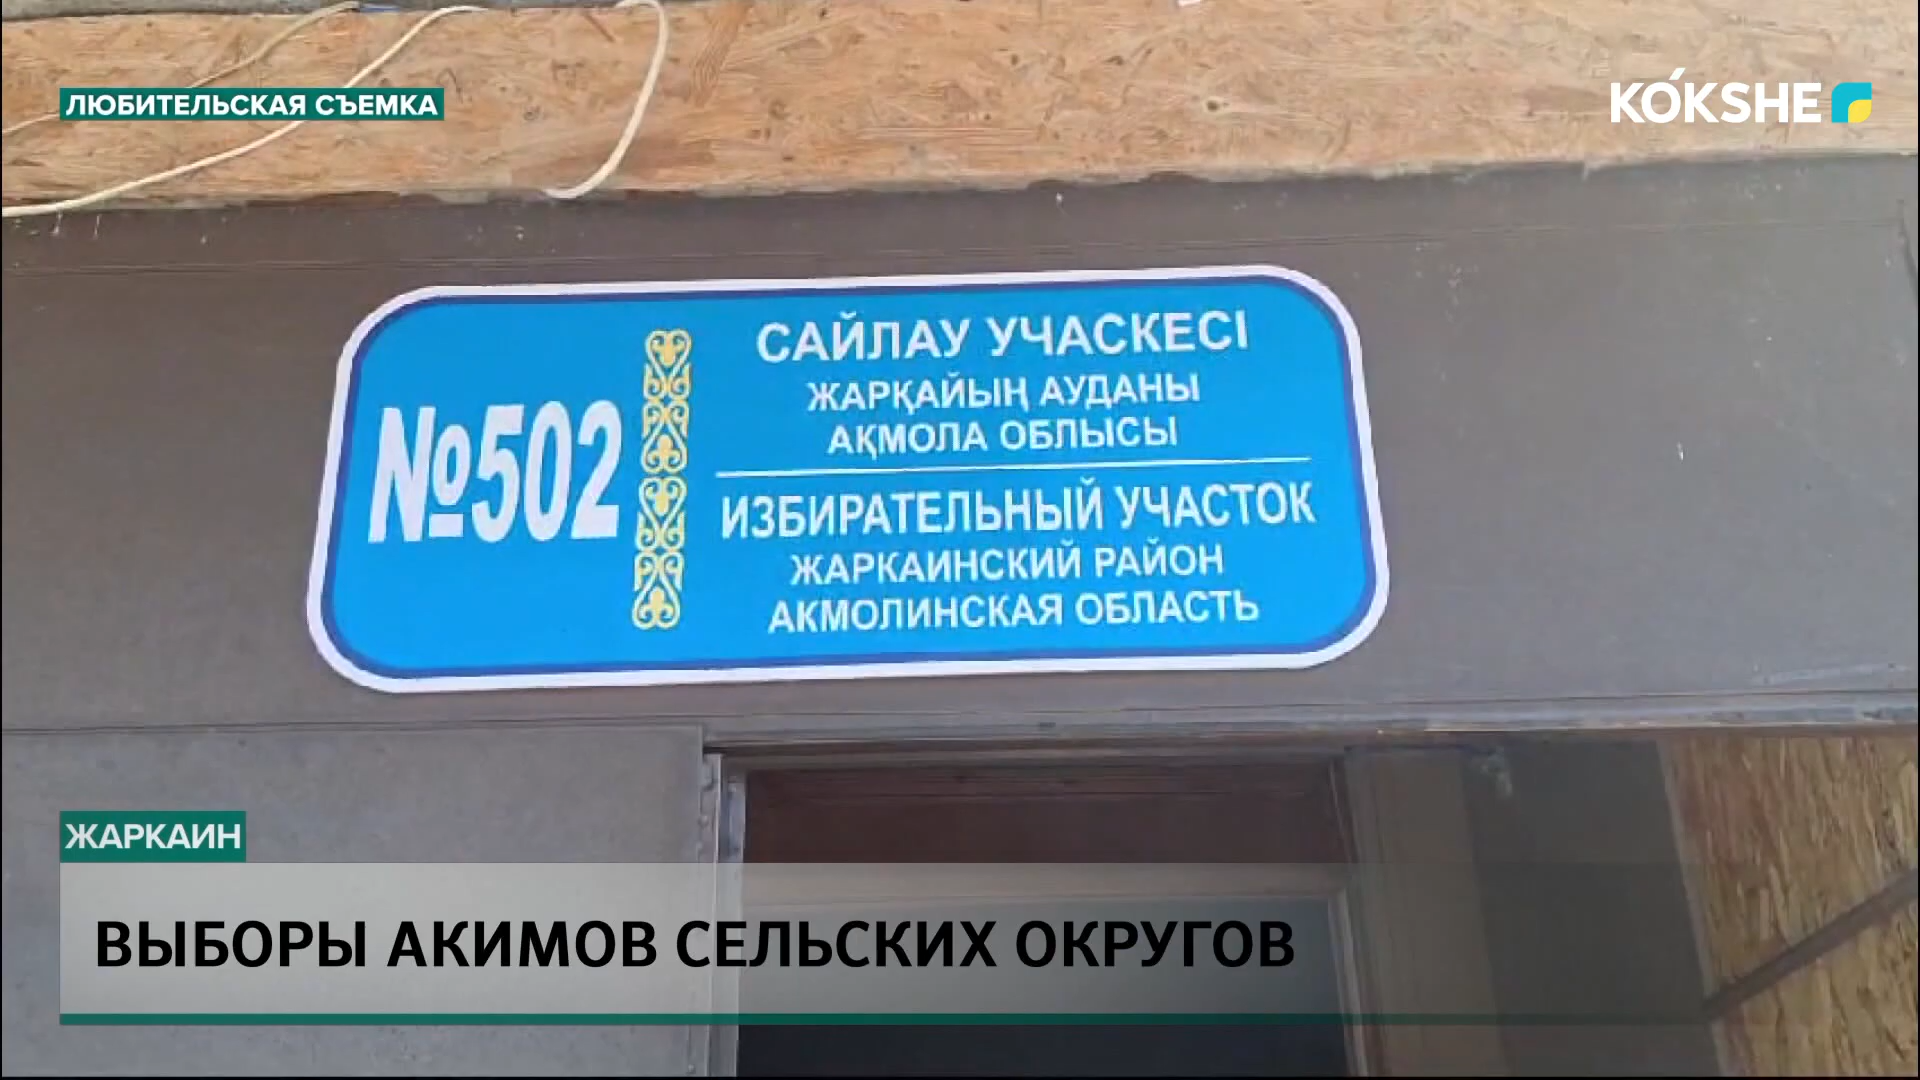 ЛЮБИТЕЛЬСКАЯ СЪЕМКА
KÓKSHE
№502
САЙЛАУ УЧАСКЕСІ
ЖАРҚАЙЫҢ АУДАНЫ
АҚМОЛА ОБЛЫСЫ
ИЗБИРАТЕЛЬНЫЙ УЧАСТОК
ЖАРКАИНСКИЙ РАЙОН
АКМОЛИНСКАЯ ОБЛАСТЬ
ЖАРКАИН
ВЫБОРЫ АКИМОВ СЕЛЬСКИХ ОКРУГОВ